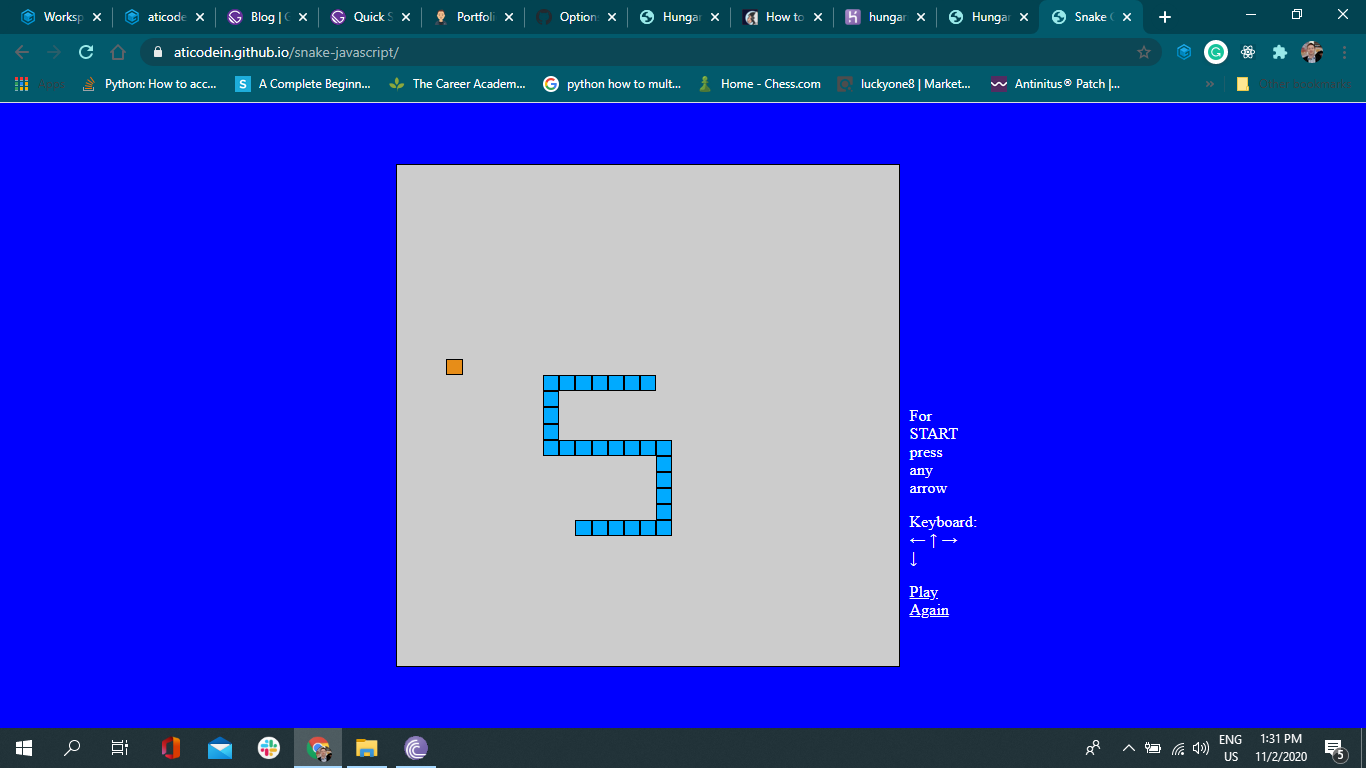 Worksp
aticode
Blog | G
Quick S
Portfoli
Option
Hungar
How to
hungar
Hungar
Snake G
aticodein.github.io/snake-javascript/
Apps
Python: How to acc...
A Complete Beginn...
The Career Academ...
python how to mult...
Home - Chess.com
luckyone8 | Market...
Antinitus® Patch |...
»
Other bookmarks
For
START
press
any
arrow
Keyboard:
←↑→
↓
Play
Again
ENG
US
1:31 PM
11/2/2020
5